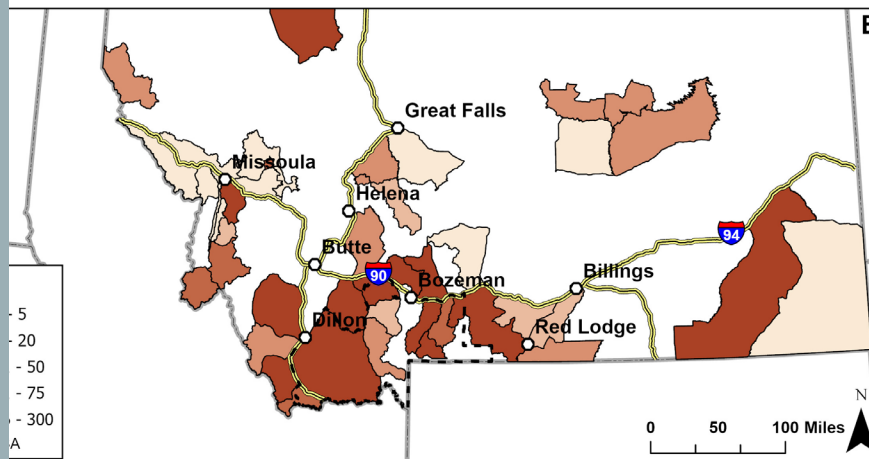 E
Great Falls
Missoula
Helena
94
Butte
90
Bozeman
Billings
Dillon
Red Lodge
- 5
- 20
- 50
- 75
- 300
A
N
0 50 100 Miles